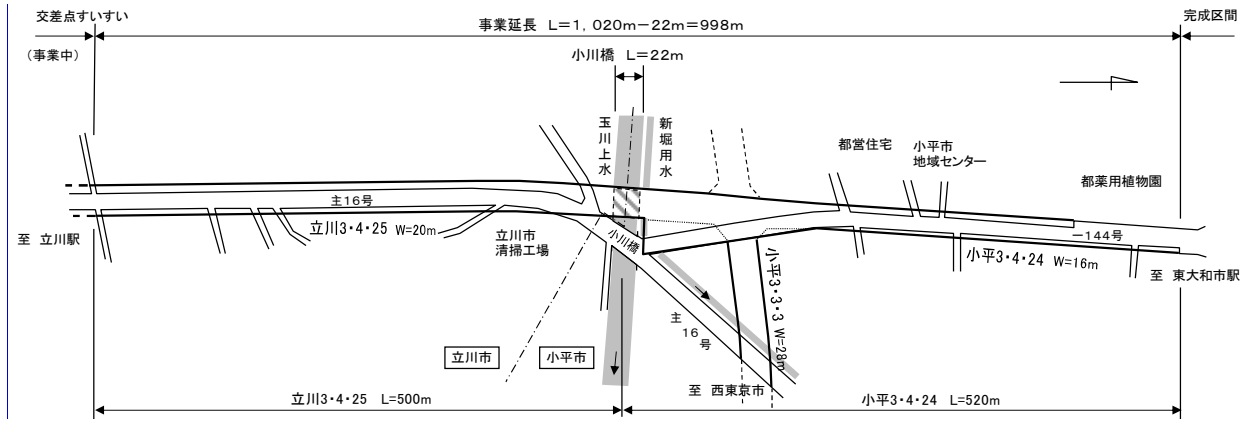 交差点すいすい
事業延長 L=1,020m-22m=998m
完成区間
(事業中)
小川橋 L=22m
玉川上水
新堀用水
都営住宅
小平市
地域センター
都薬用植物園
主16号
至 立川駅
立川3・4・25 W=20m
立川市
清掃工場
小川橋
小平3・3・3 W=28m
小平3・4・24 W=16m
一144号
至 東大和市駅
主16号
立川市
小平市
至 西東京市
立川3・4・25 L=500m
小平3・4・24 L=520m